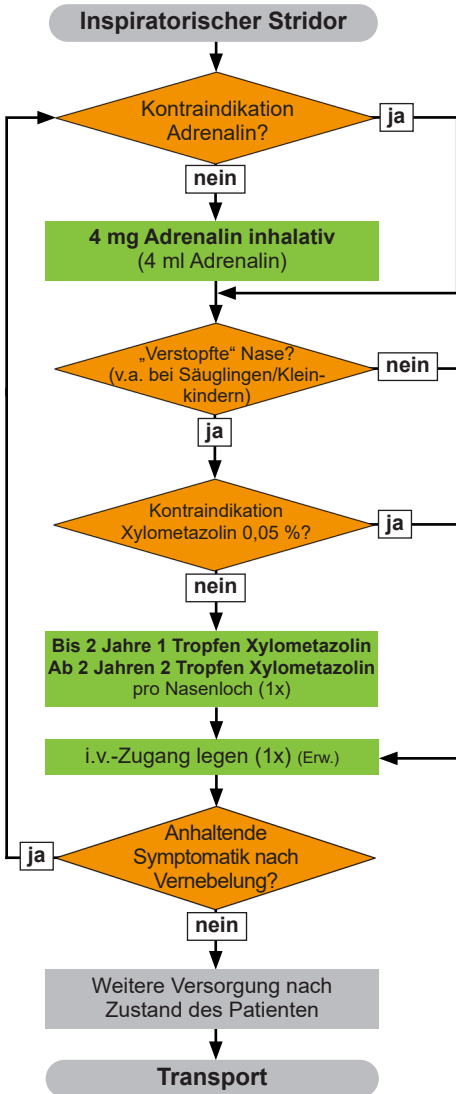 Inspiratorischer Stridor
Kontraindikation
Adrenalin?
ja
nein
4 mg Adrenalin inhalativ
(4 ml Adrenalin)
„Verstopfte“ Nase?
(v.a. bei Säuglingen/Klein-
kindern)
nein
ja
Kontraindikation
Xylometazolin 0,05 %?
ja
nein
Bis 2 Jahre 1 Tropfen Xylometazolin
Ab 2 Jahren 2 Tropfen Xylometazolin
pro Nasenloch (1x)
i.v.-Zugang legen (1x) (Erw.)
Anhaltende
Symptomatik nach
Vernebelung?
ja
nein
Weitere Versorgung nach
Zustand des Patienten
Transport